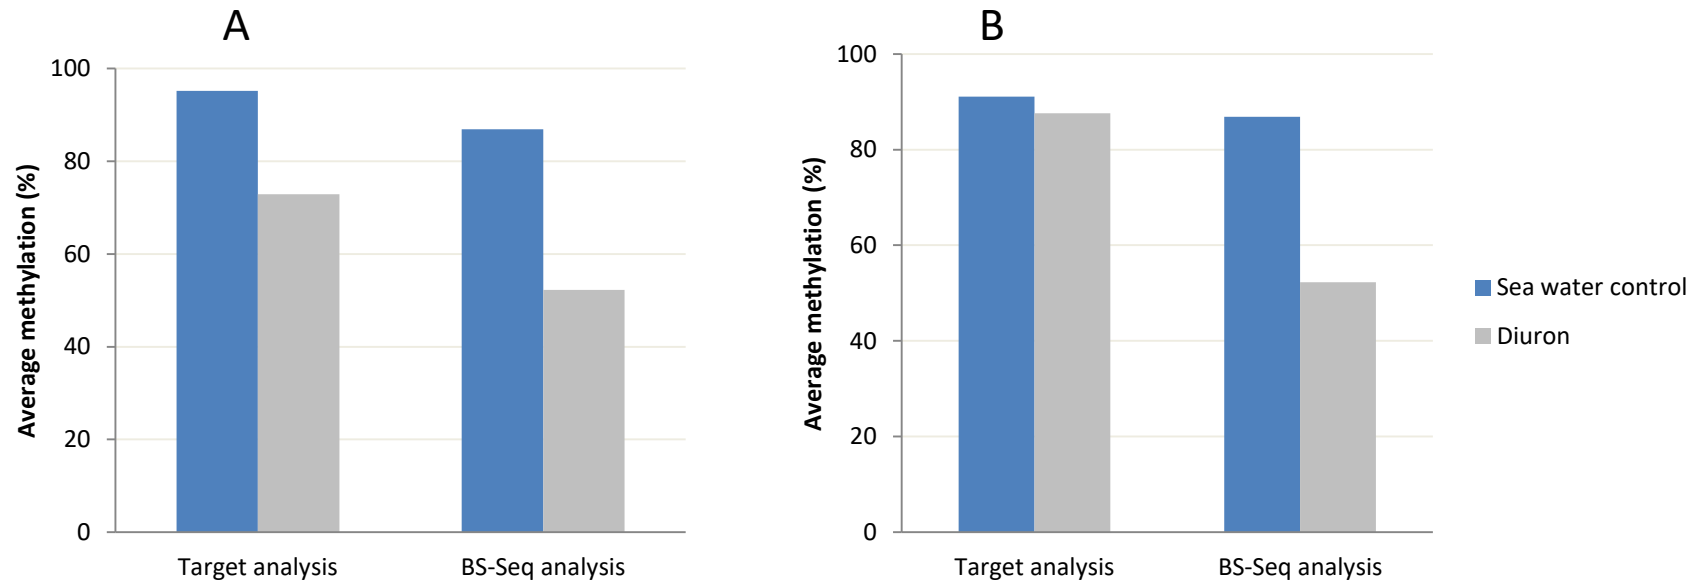 A
Average methylation (%)
100
80
60
40
20
0
Target analysis
BS-Seq analysis
B
Average methylation (%)
100
80
60
40
20
0
Target analysis
BS-Seq analysis
Sea water control
Diuron